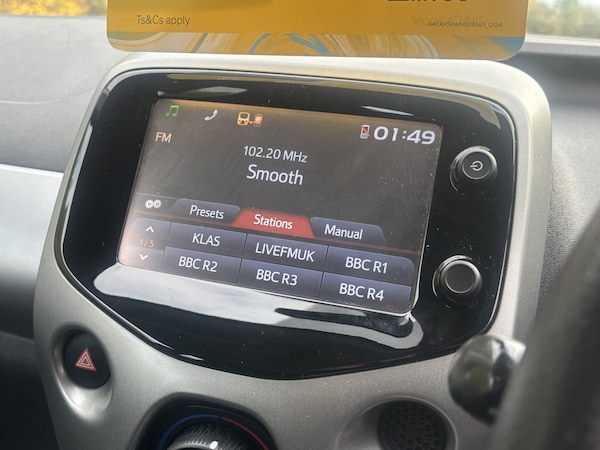 Ts&Cs apply
FM
01:49
102.20 MHz
Smooth
Presets
Stations
Manual
1/5
KLAS
LIVEFMUK
BBC R1
BBC R2
BBC R3
BBC R4